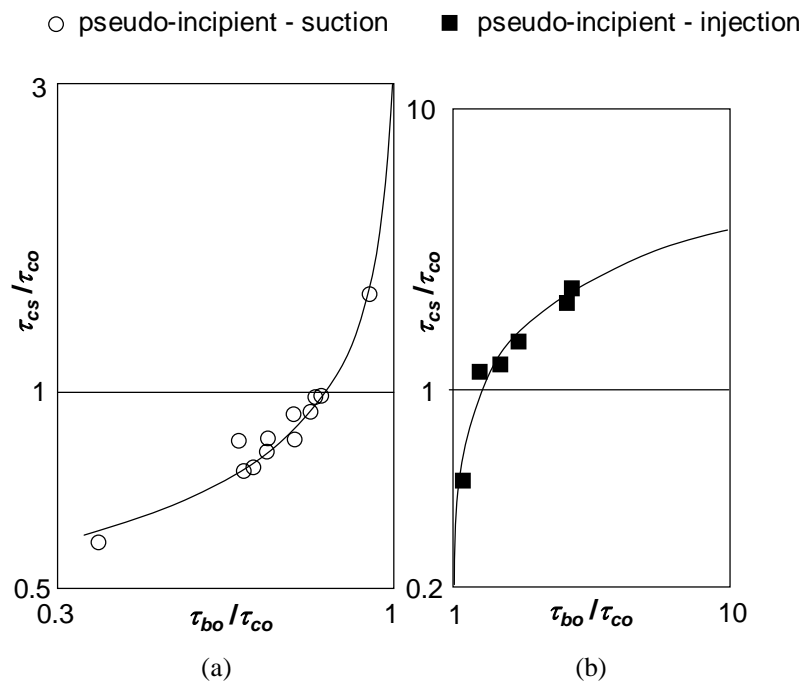 pseudo-incipient - suction
pseudo-incipient - injection
3
1
0.5
τcs/τco
0.3
τbo/τco
1
(a)
10
1
0.2
τcs/τco
1
τbo/τco
10
(b)